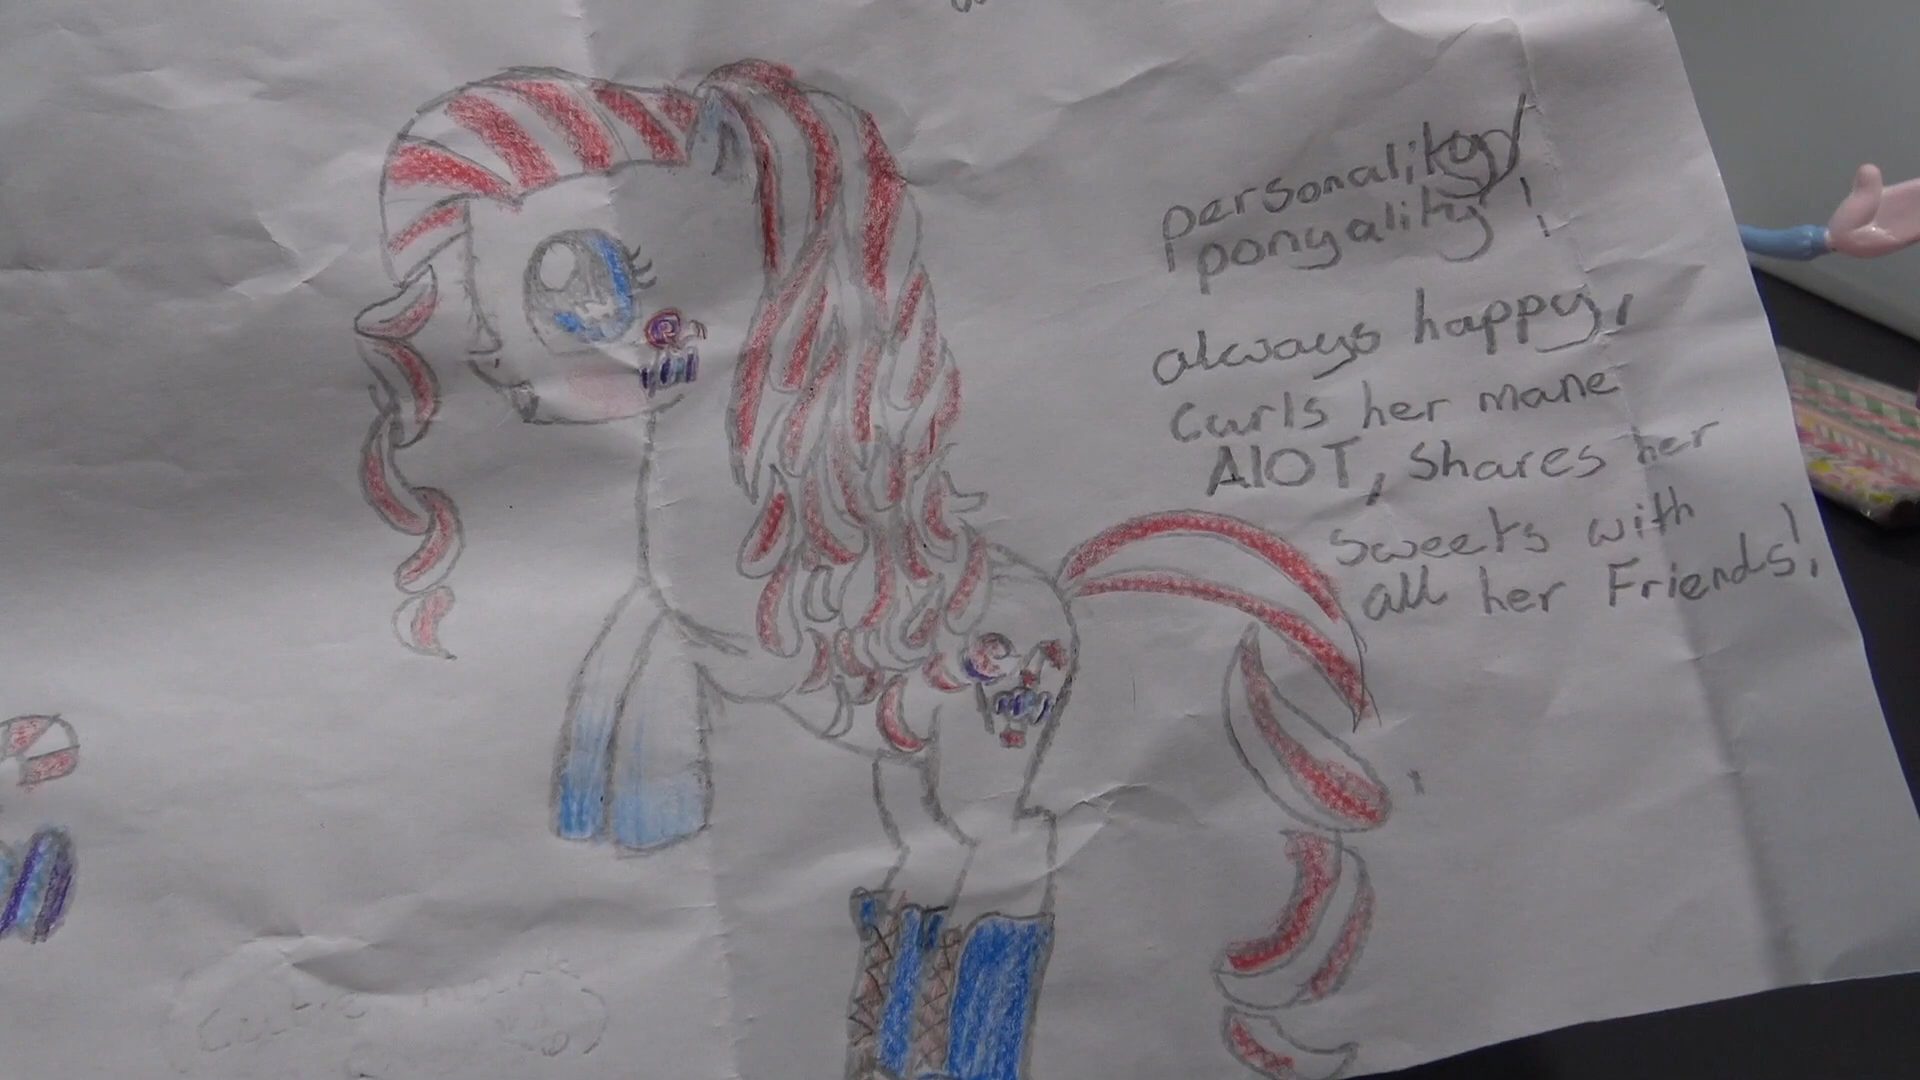 personality/
ponyality!
always happy,
Curls her mane
AlOT, Shares her
Sweets with
all her Friends!